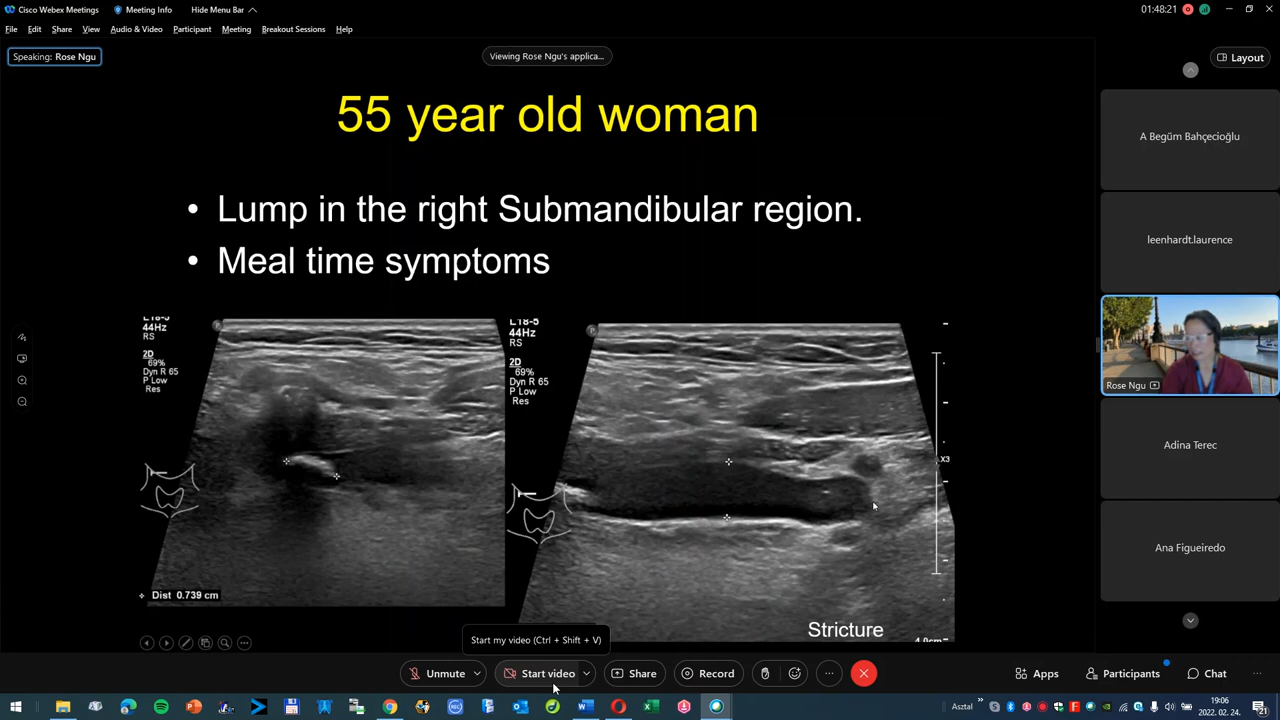 Cisco Webex Meetings
Meeting Info
Hide Menu Bar
01:48:21
File Edit Share View Audio & Video Participant Meeting Breakout Sessions Help
Speaking: Rose Ngu
Viewing Rose Ngu's applica...
Layout
55 year old woman
• Lump in the right Submandibular region.
• Meal time symptoms
A Begüm Bahçecioğlu
leenhardt.laurence
Rose Ngu
Adina Terec
Ana Figueiredo
L18-5
44Hz
RS
2D
69%
Dyn R 65
P Low
Res
P
Dist 0.739 cm
L18-5
44Hz
RS
2D
69%
Dyn R 65
P Low
Res
P
X3
Stricture
4.0cm
Start my video (Ctrl + Shift + V)
Unmute
Start video
Share
Record
Apps
Participants
Chat
Asztal
19:06
2022. 02. 24.